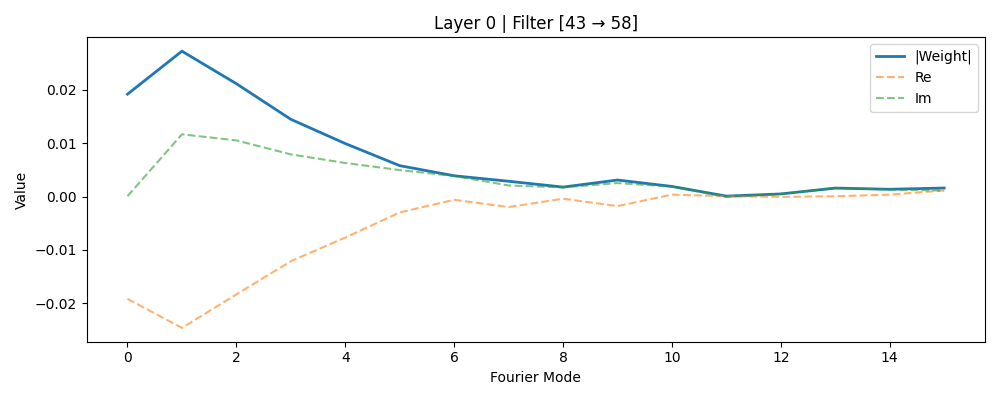 Layer 0 | Filter [43 → 58]
|Weight|
Re
Im
Value
0.02
0.01
0.00
−0.01
−0.02
0 2 4 6 8 10 12 14
Fourier Mode